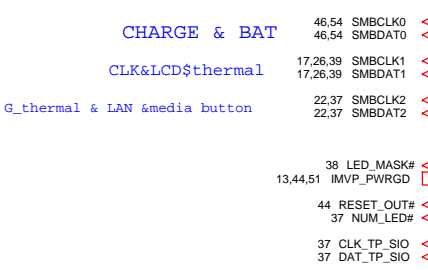 46,54 SMBCLK0
CHARGE & BAT
46,54 SMBDAT0
17,26,39 SMBCLK1
CLK&LCD$thermal
17,26,39 SMBDAT1
22,37 SMBCLK2
G_thermal & LAN &media button
22,37 SMBDAT2
38 LED_MASK#
13,44,51 IMVP_PWRGD
44 RESET_OUT#
37 NUM_LED#
37 CLK_TP_SIO
37 DAT_TP_SIO